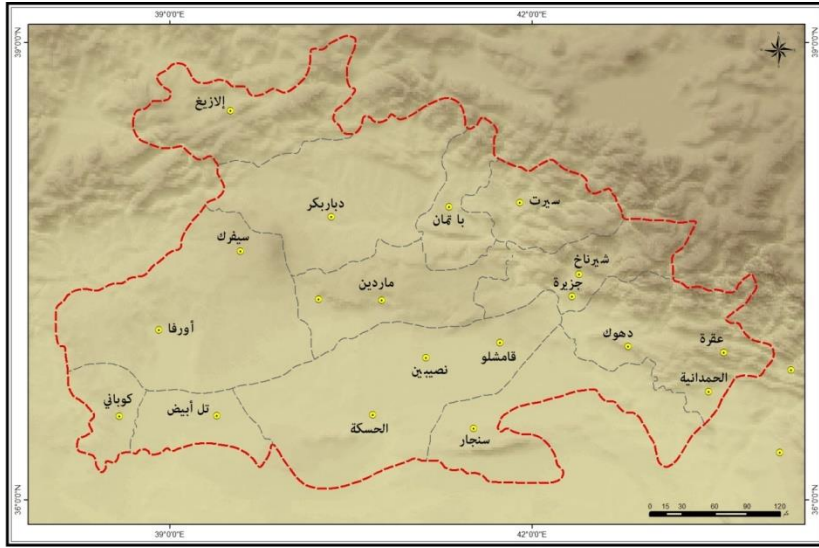 39°0'0"E 42°0'0"E
39°0'0"N 39°0'0"N
إلازيغ
دياربكر
با تمان
سيرت
سيفرك
شيرناخ
ماردين
جزيرة
أورفا
قامشلو
دهوك
عقرة
نصيبين
الحمدانية
كوباني
تل أبيض
الحسكة
سنجار
36°0'0"N 36°0'0"N
0 15 30 60 90 120
39°0'0"E 42°0'0"E